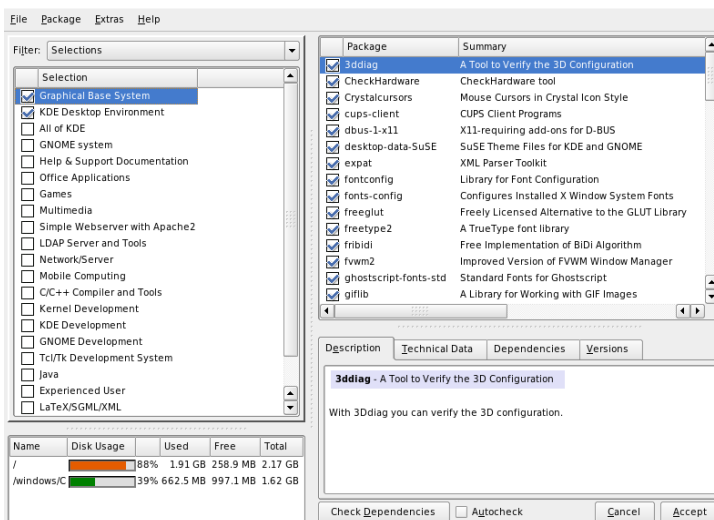 File Package Extras Help
Filter: Selections
Selection
Graphical Base System
KDE Desktop Environment
All of KDE
GNOME system
Help & Support Documentation
Office Applications
Games
Multimedia
Simple Webserver with Apache2
LDAP Server and Tools
Network/Server
Mobile Computing
C/C++ Compiler and Tools
Kernel Development
KDE Development
GNOME Development
Tcl/Tk Development System
Java
Experienced User
LaTeX/SGML/XML
Name Disk Usage Used Free Total
/ 88% 1.91 GB 258.9 MB 2.17 GB
/windows/C 39% 662.5 MB 997.1 MB 1.62 GB
Package Summary
3ddiag A Tool to Verify the 3D Configuration
CheckHardware CheckHardware tool
Crystalcursors Mouse Cursors in Crystal Icon Style
cups-client CUPS Client Programs
dbus-1-x11 X11-requiring add-ons for D-BUS
desktop-data-SuSE SuSE Theme Files for KDE and GNOME
expat XML Parser Toolkit
fontconfig Library for Font Configuration
fonts-config Configures Installed X Window System Fonts
freeglut Freely Licensed Alternative to the GLUT Library
freetype2 A TrueType font library
fribidi Free Implementation of BiDi Algorithm
fvwm2 Improved Version of FVWM Window Manager
ghostscript-fonts-std Standard Fonts for Ghostscript
giflib A Library for Working with GIF Images
Description Technical Data Dependencies Versions
3ddiag - A Tool to Verify the 3D Configuration
With 3Ddiag you can verify the 3D configuration.
Check Dependencies Autocheck Cancel Accept